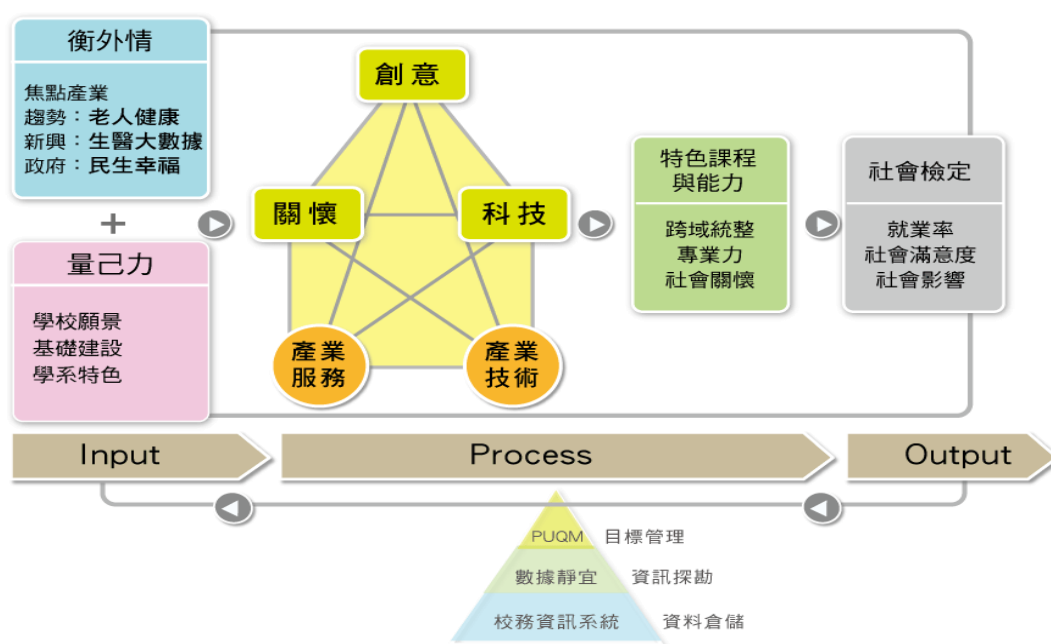 衡外情
焦點產業
趨勢：老人健康
新興：生醫大數據
政府：民生幸福
+
量己力
學校願景
基礎建設
學系特色
創意
關懷
科技
產業
服務
產業
技術
特色課程
與能力
跨域統整
專業力
社會關懷
社會檢定
就業率
社會滿意度
社會影響
Input
Process
Output
PUQM 目標管理
數據靜宜 資訊探勘
校務資訊系統 資料倉儲